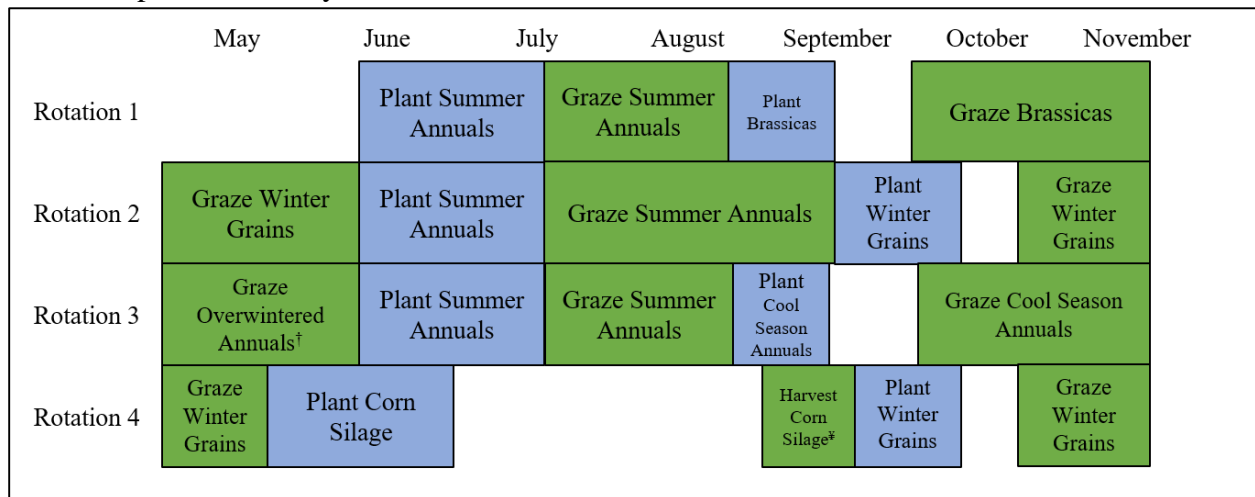 May June July August September October November
Rotation 1
Plant Summer
Annuals
Graze Summer
Annuals
Plant
Brassicas
Graze Brassicas
Rotation 2
Graze Winter
Grains
Plant Summer
Annuals
Graze Summer Annuals
Plant
Winter
Grains
Graze
Winter
Grains
Rotation 3
Graze
Overwintered
Annuals†
Plant Summer
Annuals
Graze Summer
Annuals
Plant
Cool
Season
Annuals
Graze Cool Season
Annuals
Rotation 4
Graze
Winter
Grains
Plant Corn
Silage
Harvest
Corn
Silage¥
Plant
Winter
Grains
Graze
Winter
Grains